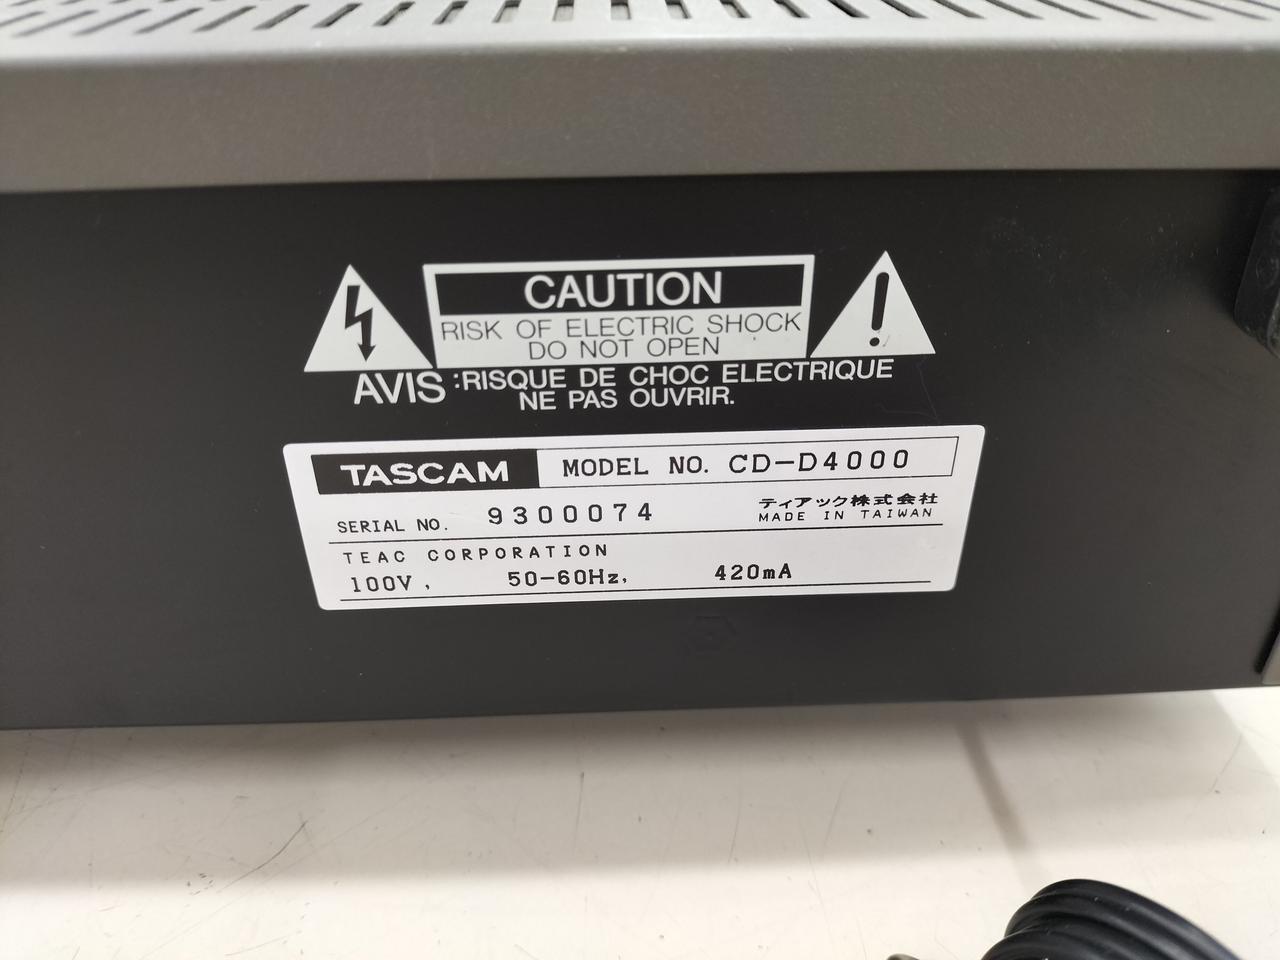 CAUTION
RISK OF ELECTRIC SHOCK
DO NOT OPEN
AVIS :RISQUE DE CHOC ELECTRIQUE
NE PAS OUVRIR.
TASCAM MODEL NO. CD-D4000
SERIAL NO. 9300074 ティアック株式会社
MADE IN TAIWAN
TEAC CORPORATION
100V, 50-60Hz, 420mA